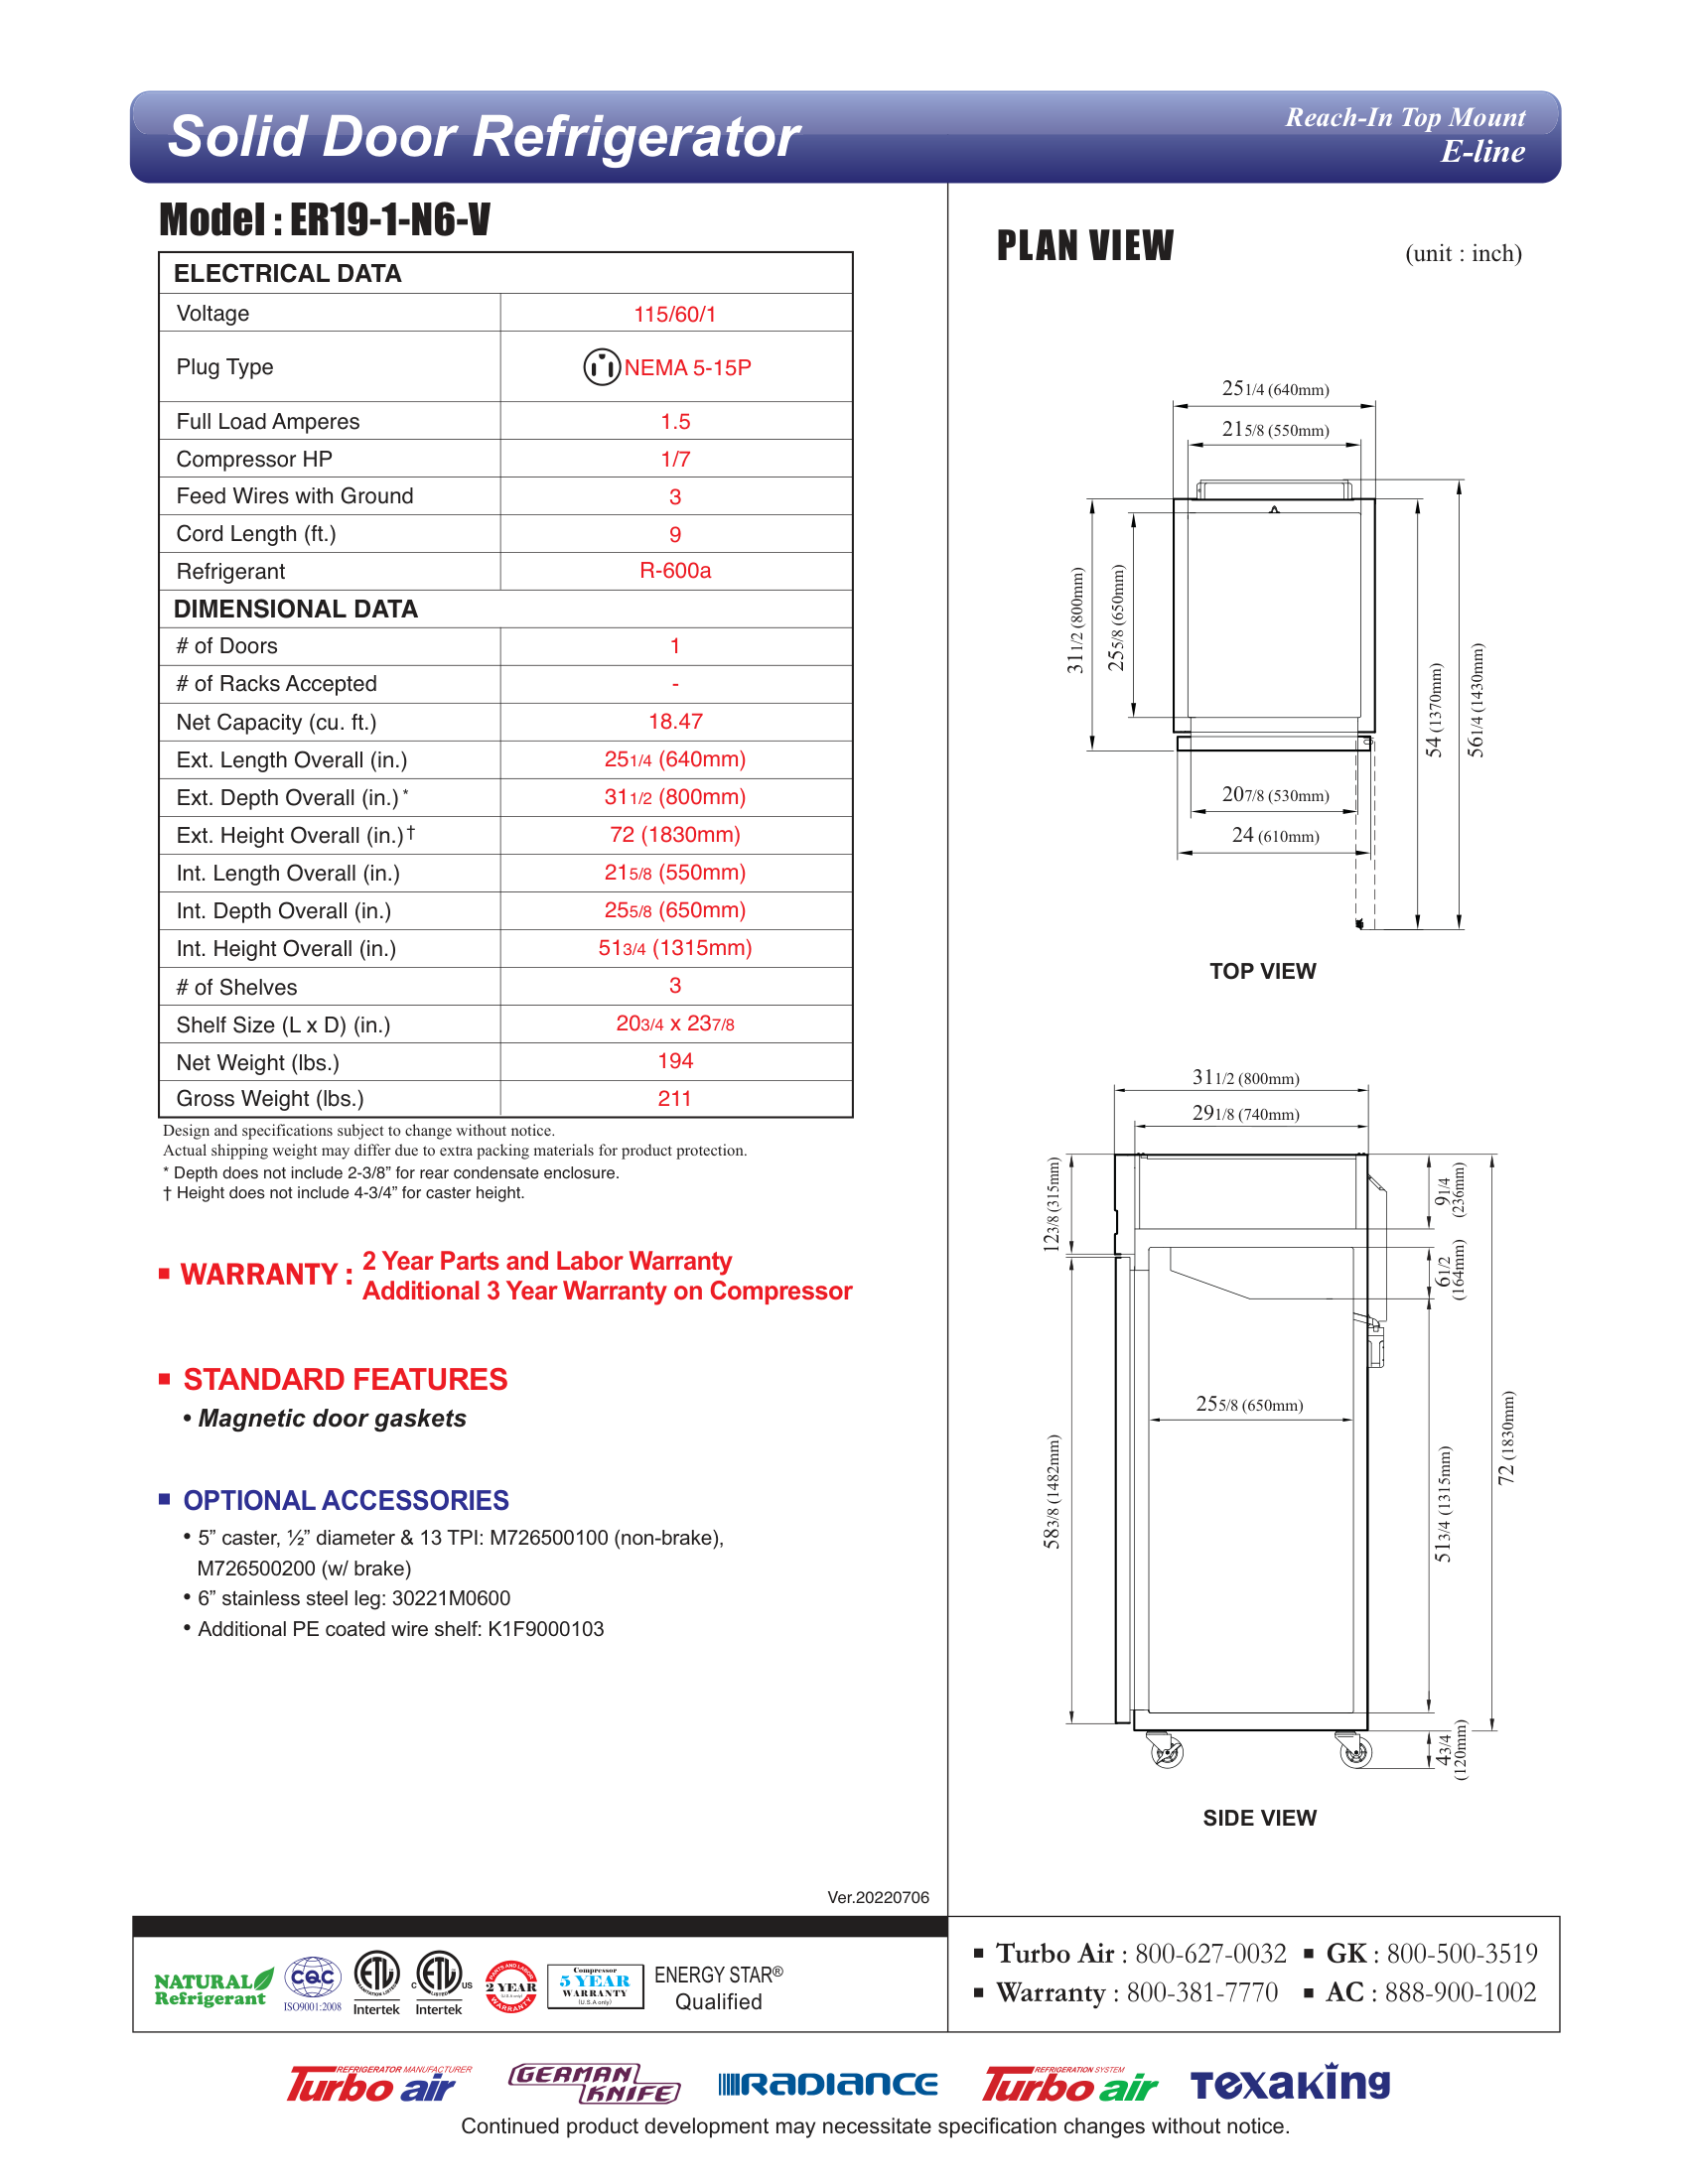 Solid Door Refrigerator
Reach-In Top Mount
E-line
Model : ER19-1-N6-V
ELECTRICAL DATA
Voltage 115/60/1
Plug Type NEMA 5-15P
Full Load Amperes 1.5
Compressor HP 1/7
Feed Wires with Ground 3
Cord Length (ft.) 9
Refrigerant R-600a
DIMENSIONAL DATA
# of Doors 1
# of Racks Accepted -
Net Capacity (cu. ft.) 18.47
Ext. Length Overall (in.) 25 1/4 (640mm)
Ext. Depth Overall (in.)* 31 1/2 (800mm)
Ext. Height Overall (in.)† 72 (1830mm)
Int. Length Overall (in.) 21 5/8 (550mm)
Int. Depth Overall (in.) 25 5/8 (650mm)
Int. Height Overall (in.) 51 3/4 (1315mm)
# of Shelves 3
Shelf Size (L x D) (in.) 20 3/4 x 23 7/8
Net Weight (lbs.) 194
Gross Weight (lbs.) 211
Design and specifications subject to change without notice.
Actual shipping weight may differ due to extra packing materials for product protection.
* Depth does not include 2-3/8” for rear condensate enclosure.
† Height does not include 4-3/4” for caster height.
WARRANTY : 2 Year Parts and Labor Warranty
Additional 3 Year Warranty on Compressor
STANDARD FEATURES
• Magnetic door gaskets
OPTIONAL ACCESSORIES
• 5” caster, ½” diameter & 13 TPI: M726500100 (non-brake),
M726500200 (w/ brake)
• 6” stainless steel leg: 30221M0600
• Additional PE coated wire shelf: K1F9000103
Ver.20220706
PLAN VIEW
(unit : inch)
25 1/4 (640mm)
21 5/8 (550mm)
31 1/2 (800mm)
25 5/8 (650mm)
54 (1370mm)
56 1/4 (1430mm)
20 7/8 (530mm)
24 (610mm)
TOP VIEW
31 1/2 (800mm)
29 1/8 (740mm)
12 3/8 (315mm)
9 1/4 (236mm)
6 1/2 (164mm)
25 5/8 (650mm)
58 3/8 (1482mm)
51 3/4 (1315mm)
72 (1830mm)
4 3/4 (120mm)
SIDE VIEW
NATURAL
Refrigerant
CQC
ISO9001:2008
ETL
Intertek
C ETL US
LISTED
Intertek
PARTS AND LABOR
2 YEAR
WARRANTY
Compressor
5 YEAR
WARRANTY
(U.S.A only)
ENERGY STAR®
Qualified
Turbo Air : 800-627-0032
GK : 800-500-3519
Warranty : 800-381-7770
AC : 888-900-1002
REFRIGERATOR MANUFACTURER
Turbo air
GERMAN
KNIFE
RADIANCE
REFRIGERATION SYSTEM
Turbo air
TEXAKING
Continued product development may necessitate specification changes without notice.